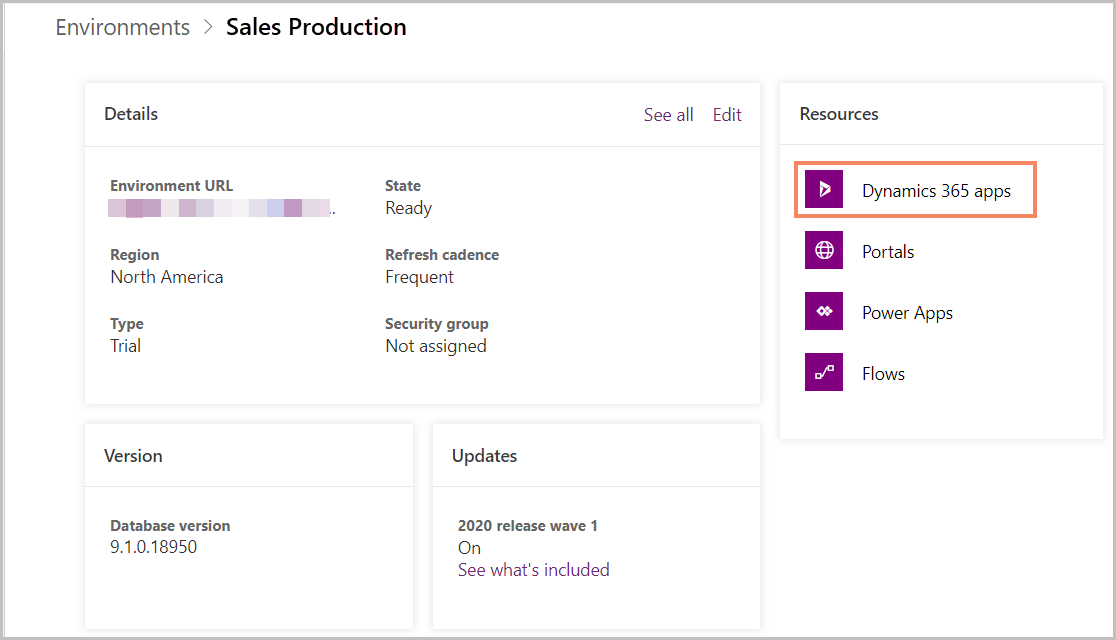 Environments > Sales Production
Details
See all Edit
Environment URL
..
State
Ready
Region
North America
Refresh cadence
Frequent
Type
Trial
Security group
Not assigned
Resources
Dynamics 365 apps
Portals
Power Apps
Flows
Version
Database version
9.1.0.18950
Updates
2020 release wave 1
On
See what's included